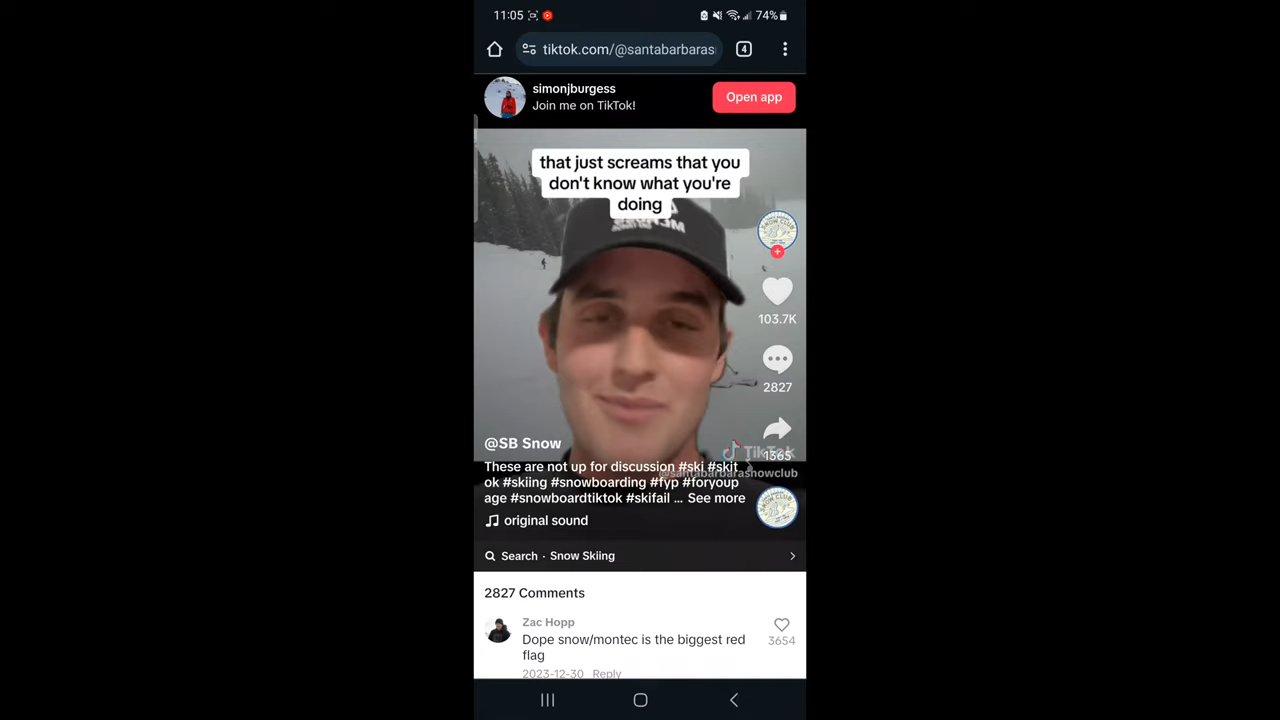 11:05
74%
tiktok.com/@santabarbaras
4
simonjburgess
Join me on TikTok!
Open app
that just screams that you
don't know what you're
doing
103.7K
2827
1365
TikTok
@santabarbarasnowclub
@SB Snow
These are not up for discussion #ski #skit
ok #skiing #snowboarding #fyp #foryoup
age #snowboardtiktok #skifail ... See more
original sound
Search · Snow Skiing
2827 Comments
Zac Hopp
Dope snow/montec is the biggest red
flag
3654
2023-12-30 Reply